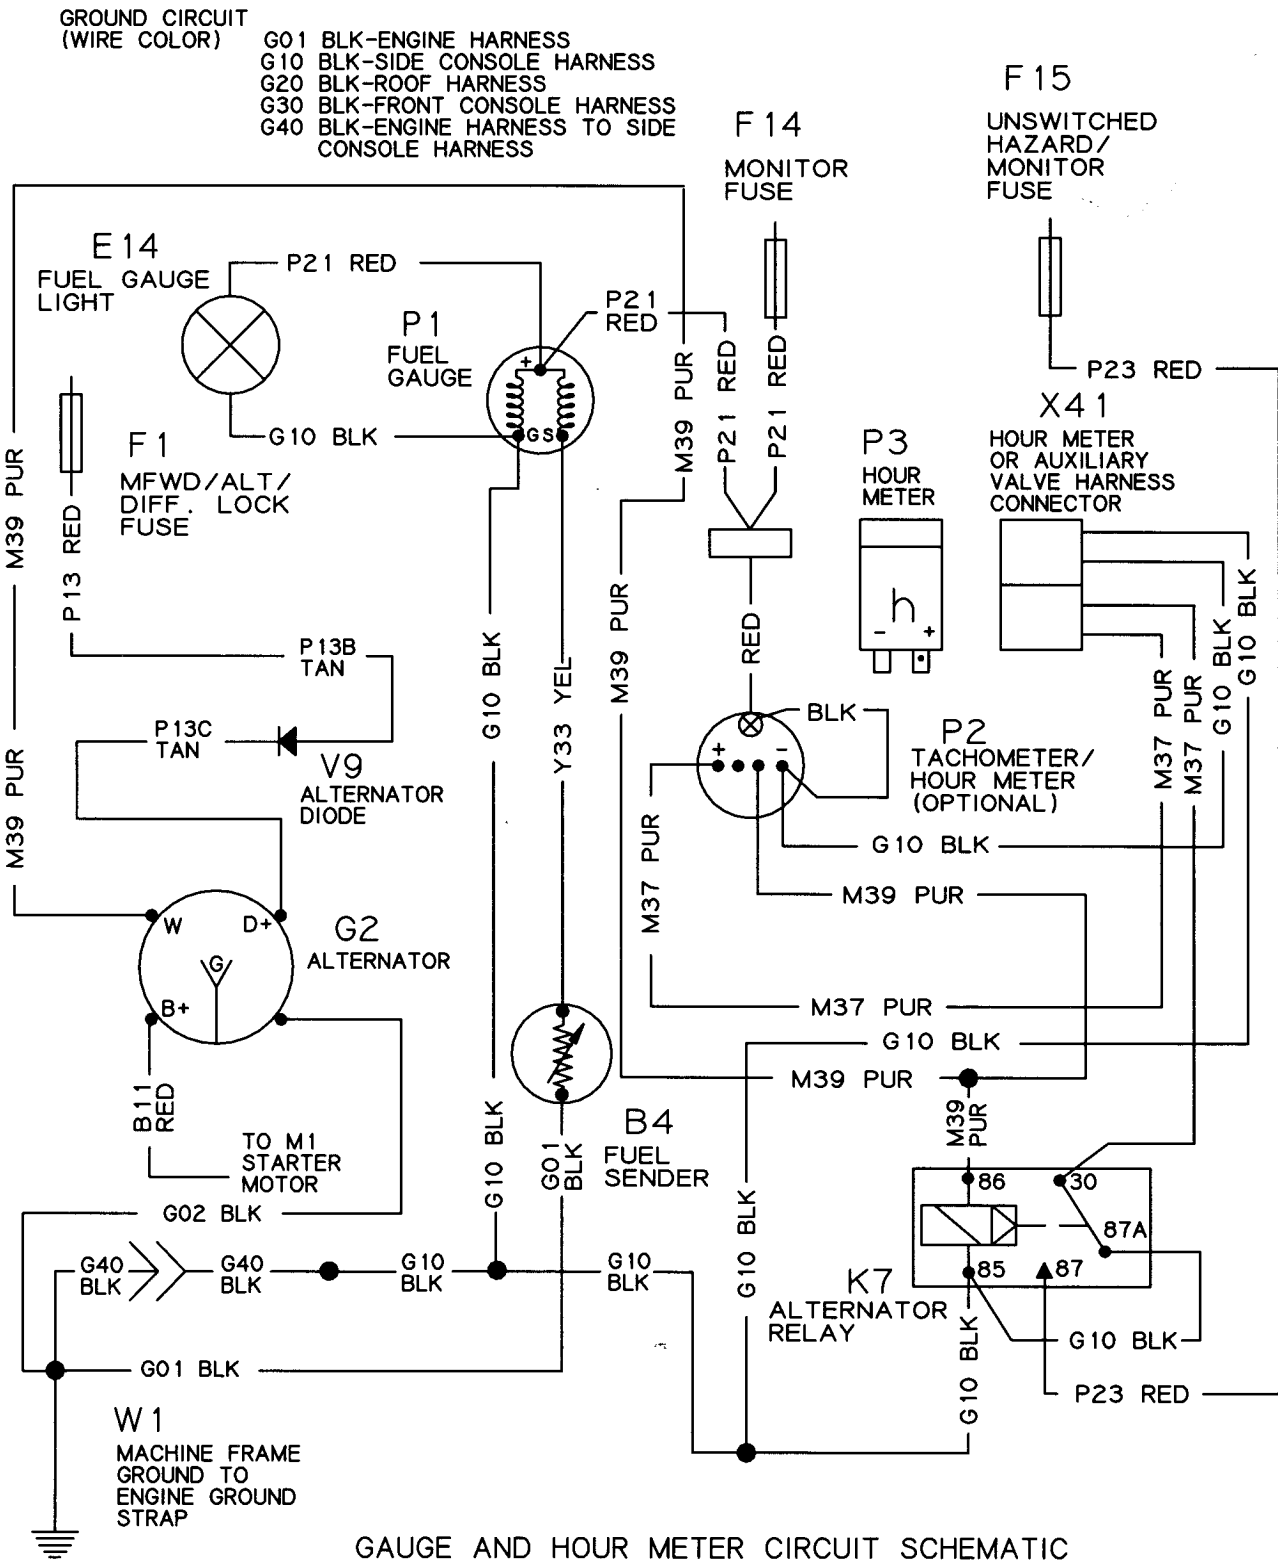 GROUND CIRCUIT
(WIRE COLOR)
G01 BLK-ENGINE HARNESS
G10 BLK-SIDE CONSOLE HARNESS
G20 BLK-ROOF HARNESS
G30 BLK-FRONT CONSOLE HARNESS
G40 BLK-ENGINE HARNESS TO SIDE
CONSOLE HARNESS
F14
MONITOR
FUSE
F15
UNSWITCHED
HAZARD/
MONITOR
FUSE
E14
FUEL GAUGE
LIGHT
P21 RED
P1
FUEL
GAUGE
+
G S
P21
RED
M39 PUR
P21 RED
P21 RED
P23 RED
G10 BLK
F1
MFWD/ALT/
DIFF. LOCK
FUSE
M39 PUR
P13 RED
P3
HOUR
METER
h
- +
X41
HOUR METER
OR AUXILIARY
VALVE HARNESS
CONNECTOR
P13B
TAN
P13C
TAN
V9
ALTERNATOR
DIODE
M39 PUR
G10 BLK
Y33 YEL
M39 PUR
RED
BLK
+ -
P2
TACHOMETER/
HOUR METER
(OPTIONAL)
M37 PUR
M37 PUR
G10 BLK
G10 BLK
G10 BLK
M37 PUR
M39 PUR
W
D+
G
B+
G2
ALTERNATOR
M37 PUR
G10 BLK
M39 PUR
B11
RED
TO M1
STARTER
MOTOR
G10 BLK
G01
BLK
B4
FUEL
SENDER
M39
PUR
G02 BLK
G40
BLK
G40
BLK
G10
BLK
G10
BLK
G10 BLK
86
30
87A
85
87
K7
ALTERNATOR
RELAY
G10 BLK
G10 BLK
G01 BLK
P23 RED
W1
MACHINE FRAME
GROUND TO
ENGINE GROUND
STRAP
GAUGE AND HOUR METER CIRCUIT SCHEMATIC